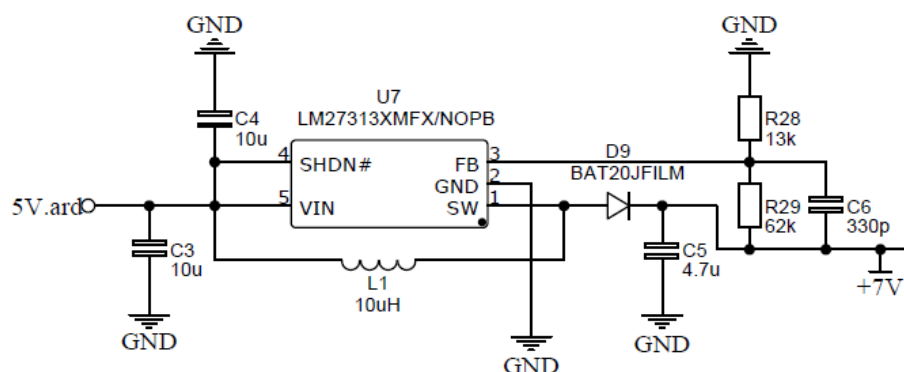 GND
GND
U7
LM27313XMFX/NOPB
C4
10u
R28
13k
4
SHDN#
FB
3
D9
BAT20JFILM
GND
2
5V.ard
5
VIN
SW
1
R29
62k
C6
330p
C3
10u
C5
4.7u
L1
10uH
+7V
GND
GND
GND